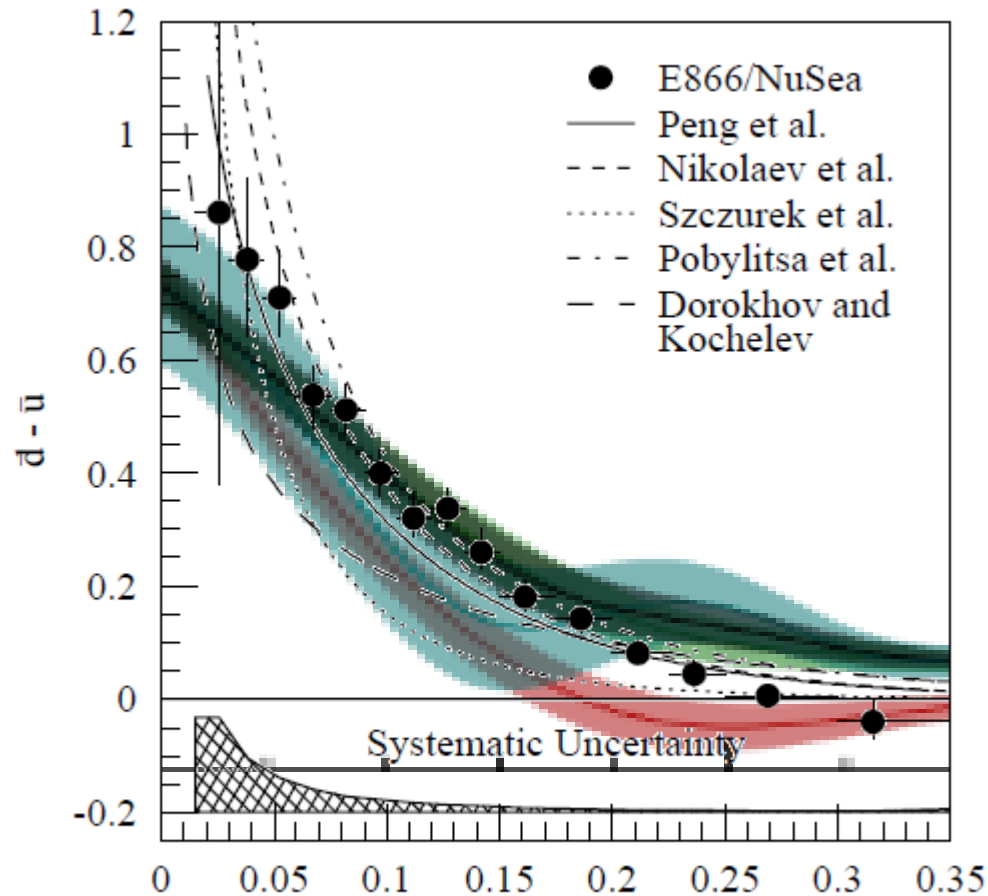 1.2
1
0.8
0.6
0.4
0.2
0
-0.2
d̄ - ū
E866/NuSea
Peng et al.
Nikolaev et al.
Szczurek et al.
Pobylitsa et al.
Dorokhov and
Kochelev
Systematic Uncertainty
0 0.05 0.1 0.15 0.2 0.25 0.3 0.35